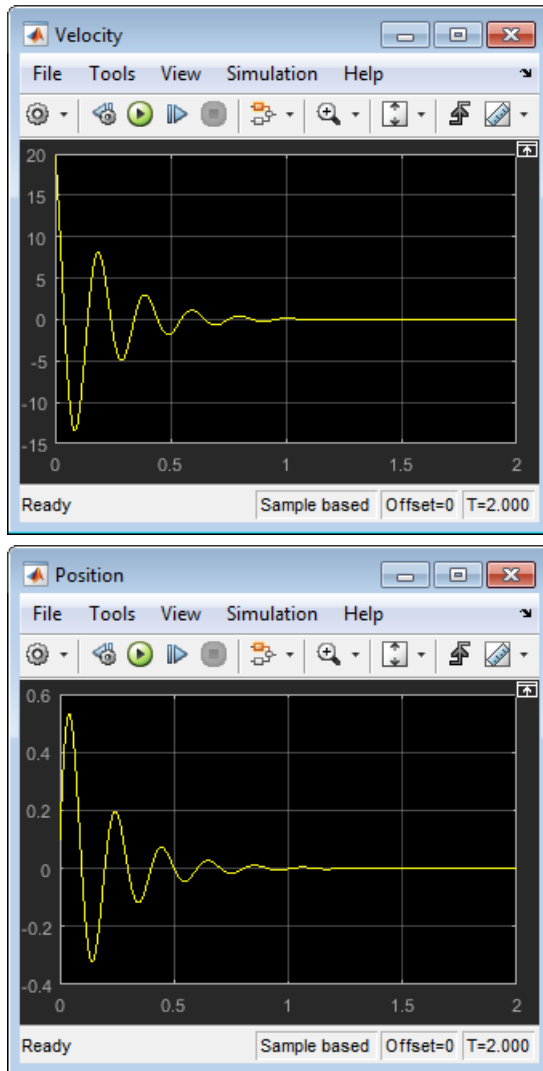 Velocity
File Tools View Simulation Help
20
15
10
5
0
-5
-10
-15
0 0.5 1 1.5 2
Ready Sample based Offset=0 T=2.000
Position
File Tools View Simulation Help
0.6
0.4
0.2
0
-0.2
-0.4
0 0.5 1 1.5 2
Ready Sample based Offset=0 T=2.000